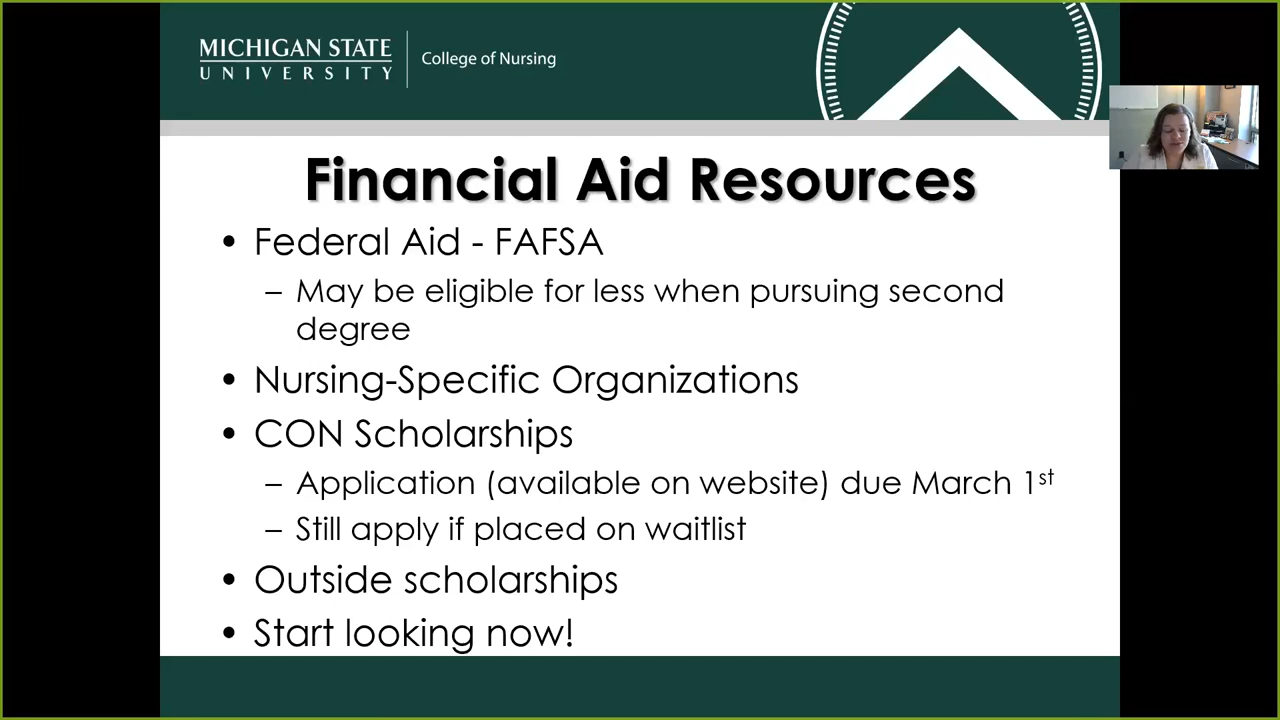 MICHIGAN STATE
UNIVERSITY
College of Nursing
Financial Aid Resources
• Federal Aid - FAFSA
– May be eligible for less when pursuing second
degree
• Nursing-Specific Organizations
• CON Scholarships
– Application (available on website) due March 1st
– Still apply if placed on waitlist
• Outside scholarships
• Start looking now!